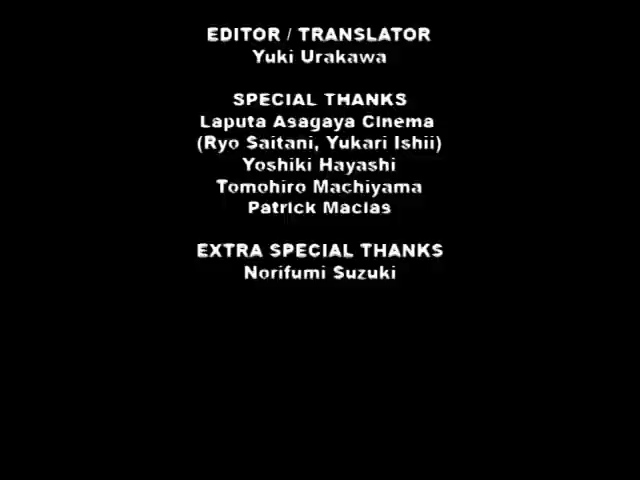 EDITOR / TRANSLATOR
Yuki Urakawa
SPECIAL THANKS
Laputa Asagaya Cinema
(Ryo Saitani, Yukari Ishii)
Yoshiki Hayashi
Tomohiro Machiyama
Patrick Macias
EXTRA SPECIAL THANKS
Norifumi Suzuki